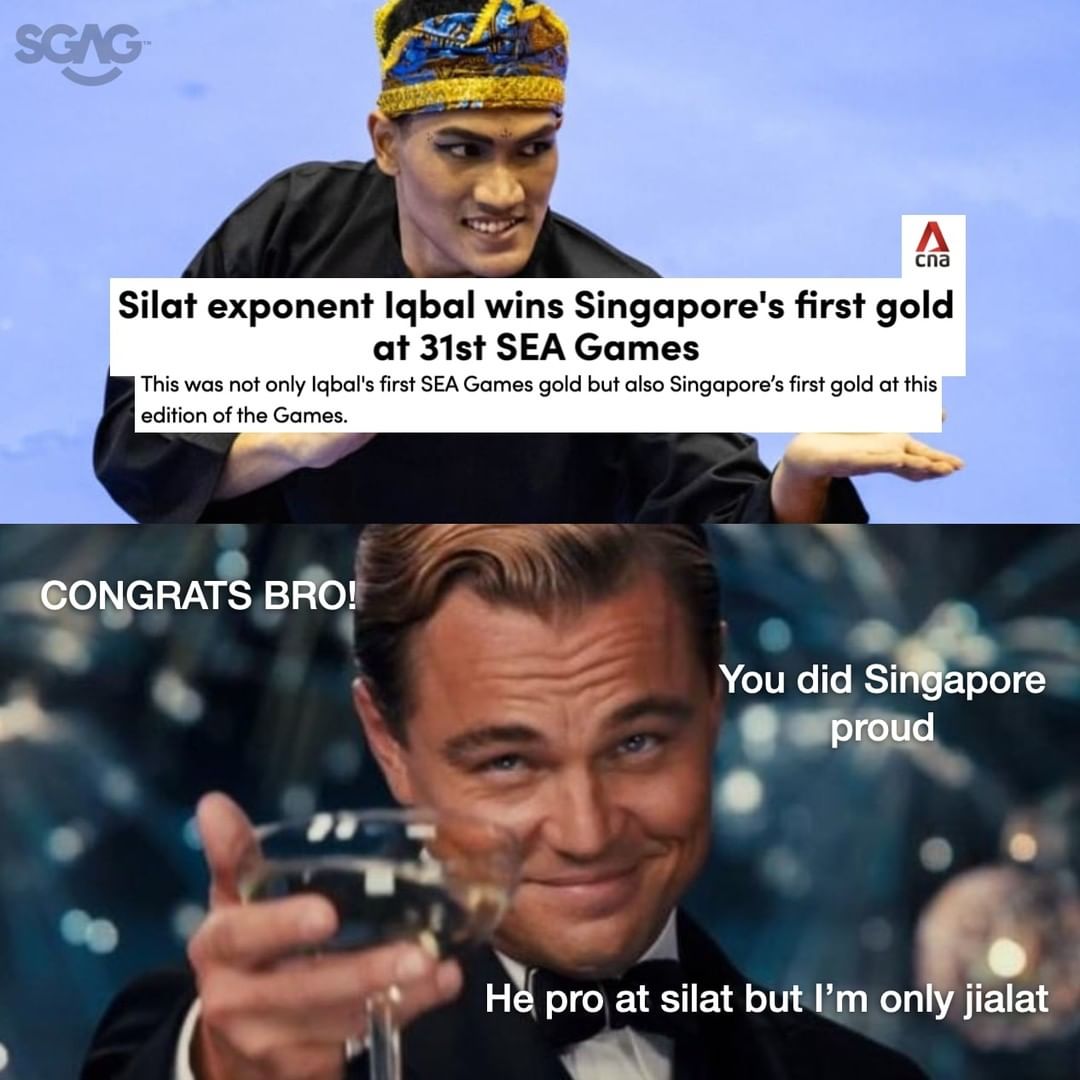 SGAG™
cna
Silat exponent Iqbal wins Singapore's first gold
at 31st SEA Games
This was not only Iqbal's first SEA Games gold but also Singapore’s first gold at this
edition of the Games.
CONGRATS BRO!
You did Singapore
proud
He pro at silat but I’m only jialat